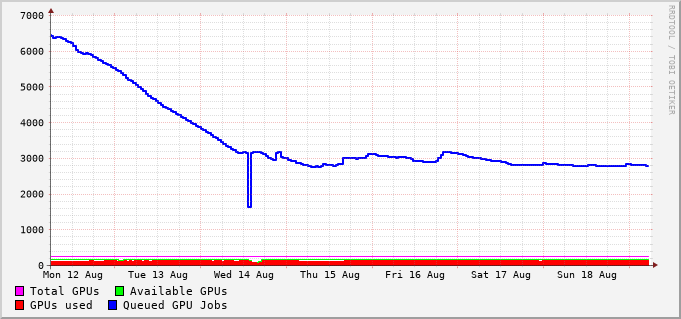 7000
6000
5000
4000
3000
2000
1000
0
Mon 12 Aug Tue 13 Aug Wed 14 Aug Thu 15 Aug Fri 16 Aug Sat 17 Aug Sun 18 Aug
Total GPUs Available GPUs
GPUs used Queued GPU Jobs
RRDTOOL / TOBI OETIKER